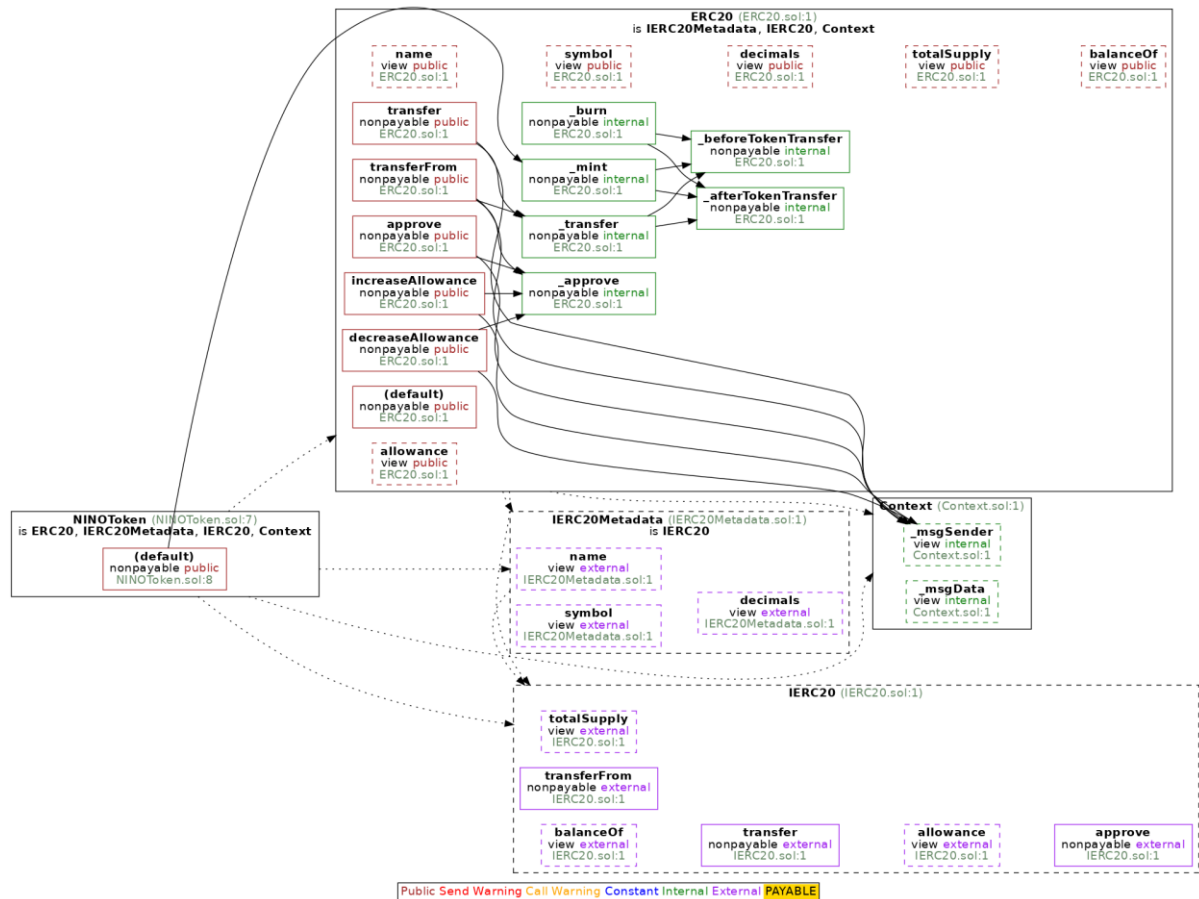 ERC20 (ERC20.sol:1)
is IERC20Metadata, IERC20, Context
name
view public
ERC20.sol:1
symbol
view public
ERC20.sol:1
decimals
view public
ERC20.sol:1
totalSupply
view public
ERC20.sol:1
balanceOf
view public
ERC20.sol:1
transfer
nonpayable public
ERC20.sol:1
_burn
nonpayable internal
ERC20.sol:1
_beforeTokenTransfer
nonpayable internal
ERC20.sol:1
transferFrom
nonpayable public
ERC20.sol:1
_mint
nonpayable internal
ERC20.sol:1
_afterTokenTransfer
nonpayable internal
ERC20.sol:1
approve
nonpayable public
ERC20.sol:1
_transfer
nonpayable internal
ERC20.sol:1
increaseAllowance
nonpayable public
ERC20.sol:1
_approve
nonpayable internal
ERC20.sol:1
decreaseAllowance
nonpayable public
ERC20.sol:1
(default)
nonpayable public
ERC20.sol:1
allowance
view public
ERC20.sol:1
NINOToken (NINOToken.sol:7)
is ERC20, IERC20Metadata, IERC20, Context
(default)
nonpayable public
NINOToken.sol:8
IERC20Metadata (IERC20Metadata.sol:1)
is IERC20
name
view external
IERC20Metadata.sol:1
symbol
view external
IERC20Metadata.sol:1
decimals
view external
IERC20Metadata.sol:1
Context (Context.sol:1)
_msgSender
view internal
Context.sol:1
_msgData
view internal
Context.sol:1
IERC20 (IERC20.sol:1)
totalSupply
view external
IERC20.sol:1
transferFrom
nonpayable external
IERC20.sol:1
balanceOf
view external
IERC20.sol:1
transfer
nonpayable external
IERC20.sol:1
allowance
view external
IERC20.sol:1
approve
nonpayable external
IERC20.sol:1
Public Send Warning Call Warning Constant Internal External PAYABLE